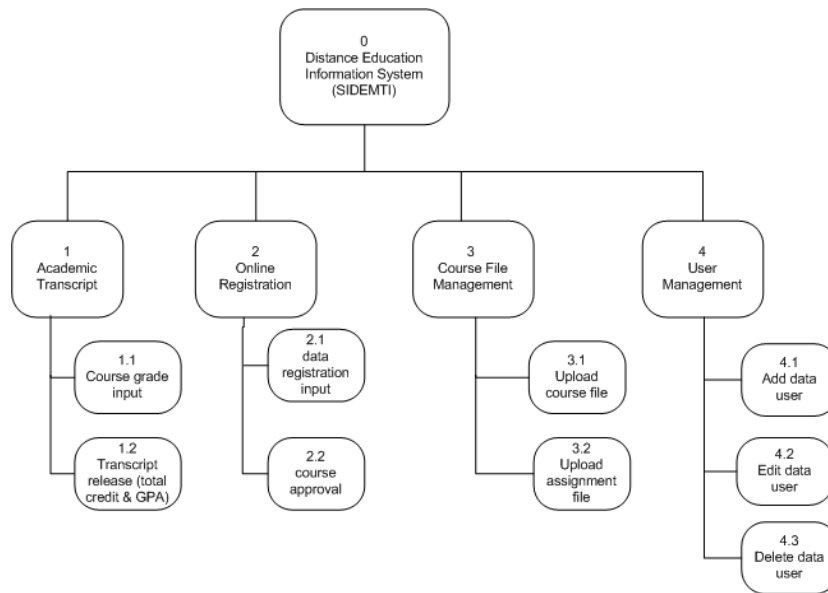 0
Distance Education
Information System
(SIDEMTI)
1
Academic
Transcript
2
Online
Registration
3
Course File
Management
4
User
Management
1.1
Course grade
input
1.2
Transcript
release (total
credit & GPA)
2.1
data
registration
input
2.2
course
approval
3.1
Upload
course file
3.2
Upload
assignment
file
4.1
Add data
user
4.2
Edit data
user
4.3
Delete data
user